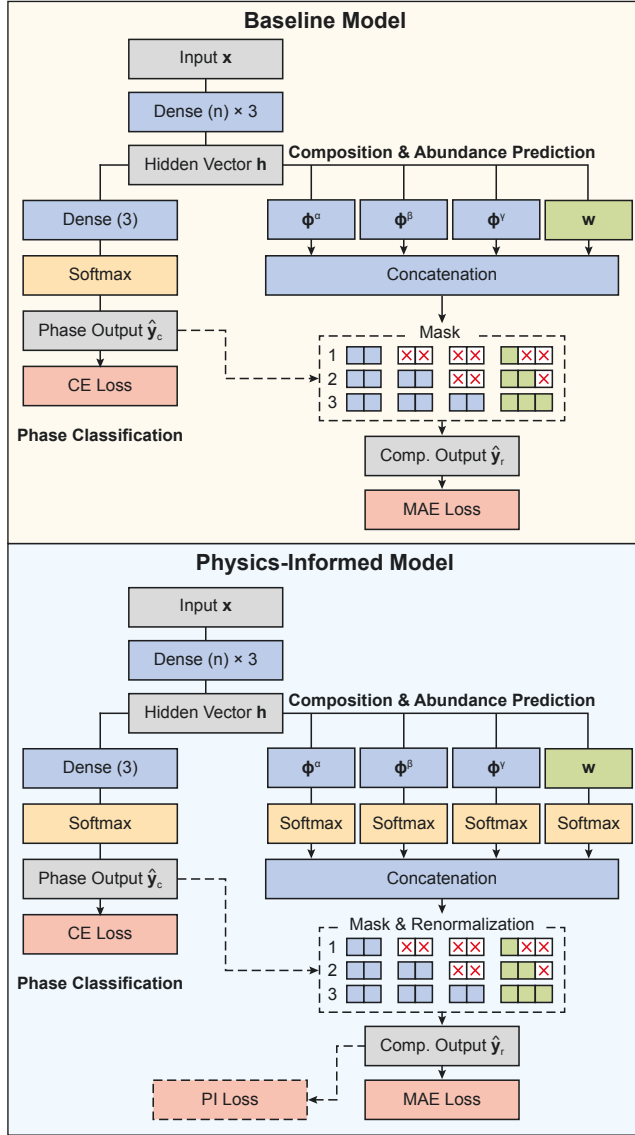 Baseline Model
Input x
Dense (n) × 3
Hidden Vector h
Composition & Abundance Prediction
Dense (3)
ϕᵅ
ϕᵝ
ϕᵞ
w
Softmax
Concatenation
Phase Output ŷc
Mask
1
2
3
CE Loss
Phase Classification
Comp. Output ŷr
MAE Loss
Physics-Informed Model
Input x
Dense (n) × 3
Hidden Vector h
Composition & Abundance Prediction
Dense (3)
ϕᵅ
ϕᵝ
ϕᵞ
w
Softmax
Softmax
Softmax
Softmax
Softmax
Phase Output ŷc
Concatenation
CE Loss
Mask & Renormalization
1
2
3
Phase Classification
Comp. Output ŷr
PI Loss
MAE Loss